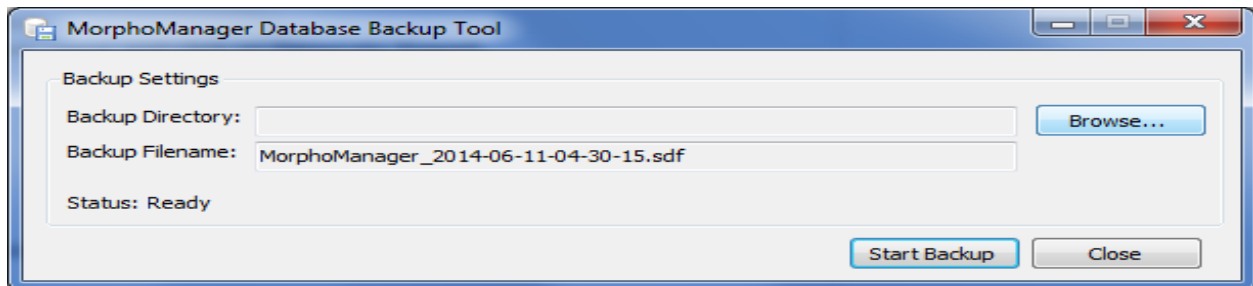 MorphoManager Database Backup Tool
Backup Settings
Backup Directory:
Browse...
Backup Filename: MorphoManager_2014-06-11-04-30-15.sdf
Status: Ready
Start Backup Close